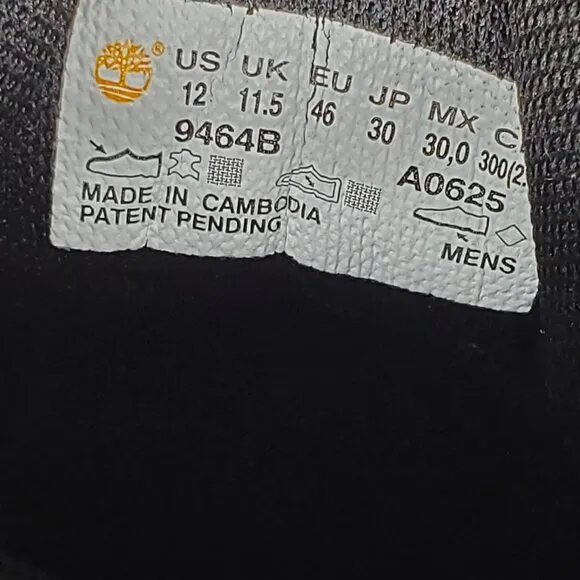 ® US UK EU JP MX C
12 11.5 46 30 30,0 300(2.
9464B A0625
MADE IN CAMBODIA
PATENT PENDING
MENS